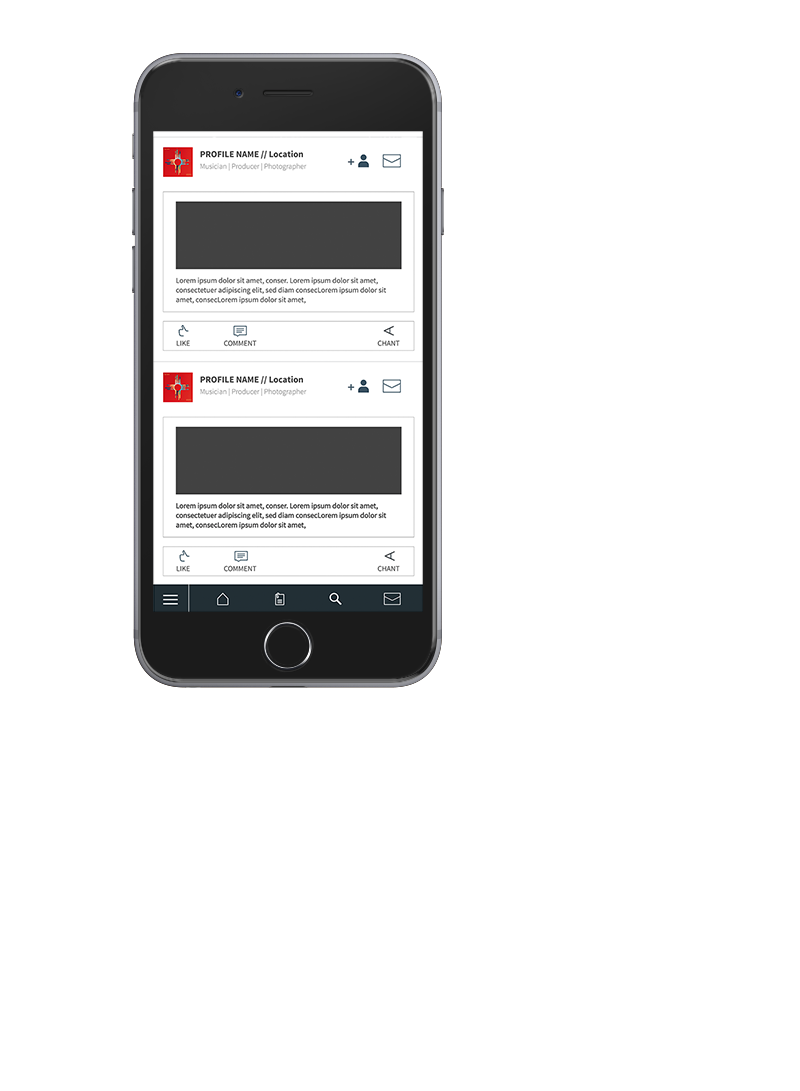 PROFILE NAME // Location
Musician | Producer | Photographer
+
Lorem ipsum dolor sit amet, conser. Lorem ipsum dolor sit amet,
consectetuer adipiscing elit, sed diam consecLorem ipsum dolor sit
amet, consecLorem ipsum dolor sit amet,
LIKE COMMENT CHANT
PROFILE NAME // Location
Musician | Producer | Photographer
+
Lorem ipsum dolor sit amet, conser. Lorem ipsum dolor sit amet,
consectetuer adipiscing elit, sed diam consecLorem ipsum dolor sit
amet, consecLorem ipsum dolor sit amet,
LIKE COMMENT CHANT